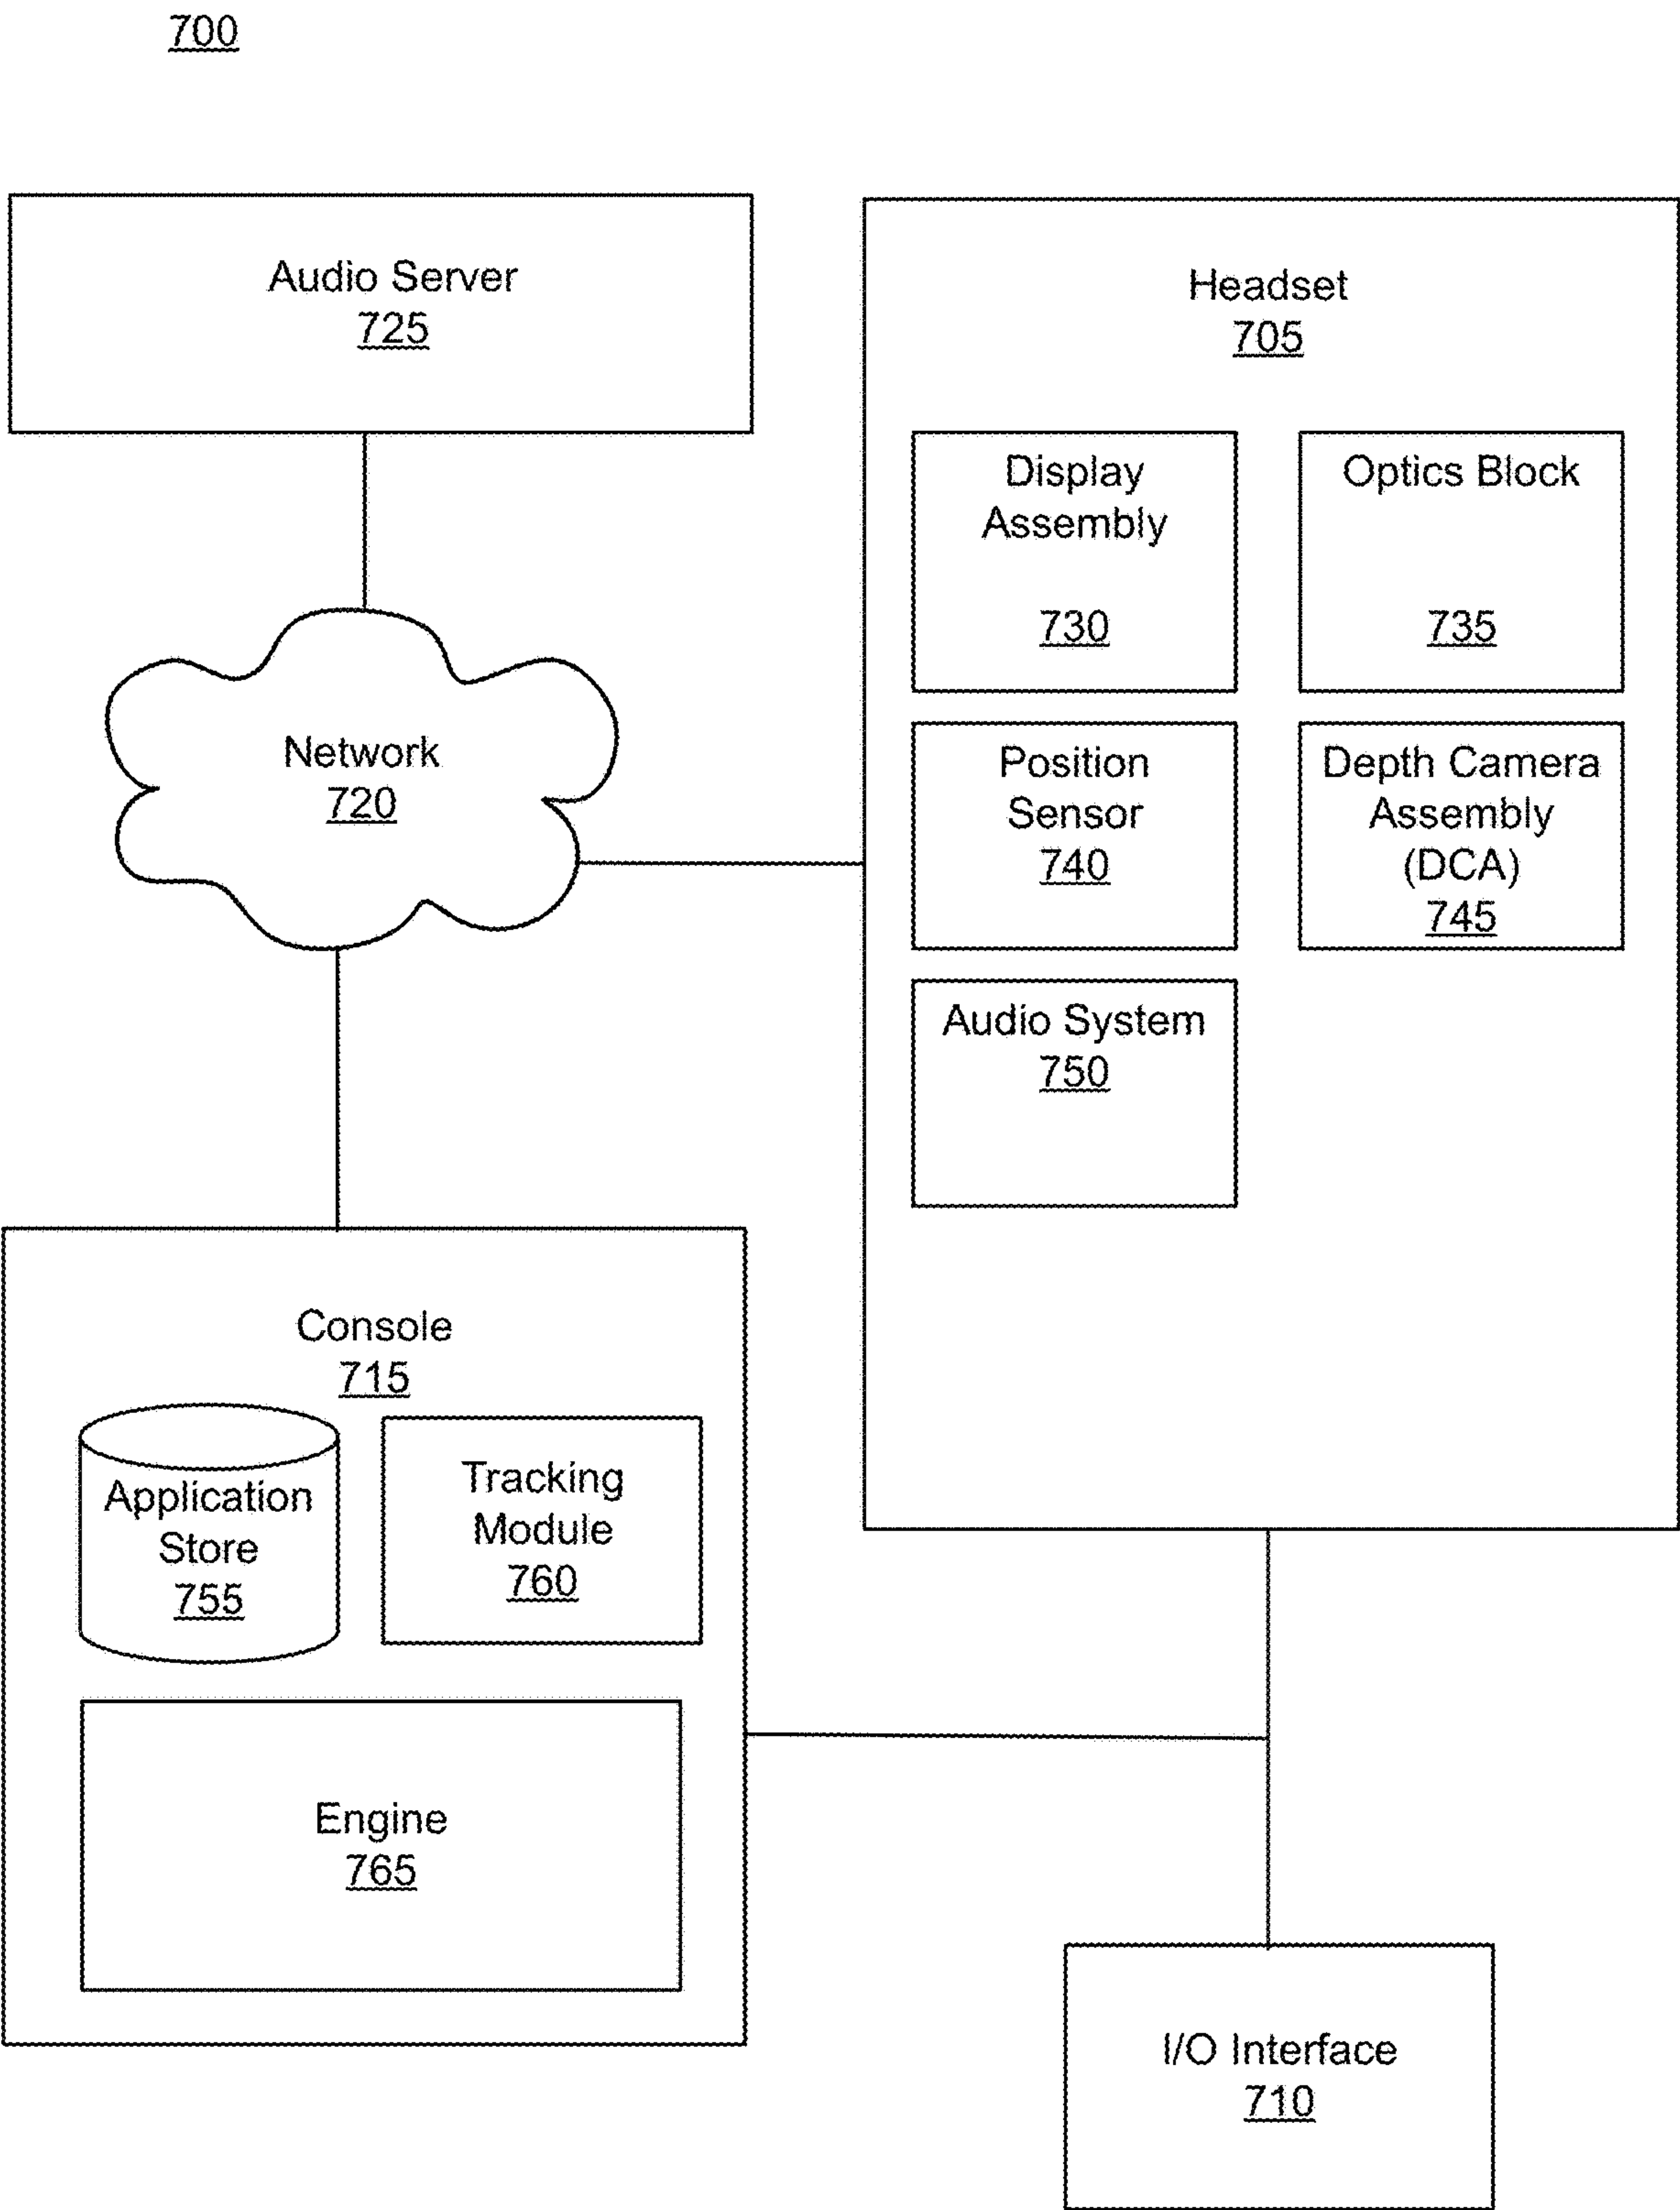 700
Audio Server
725
Headset
705
Display
Assembly
730
Optics Block
735
Position
Sensor
740
Depth Camera
Assembly
(DCA)
745
Audio System
750
Network
720
Console
715
Application
Store
755
Tracking
Module
760
Engine
765
I/O Interface
710